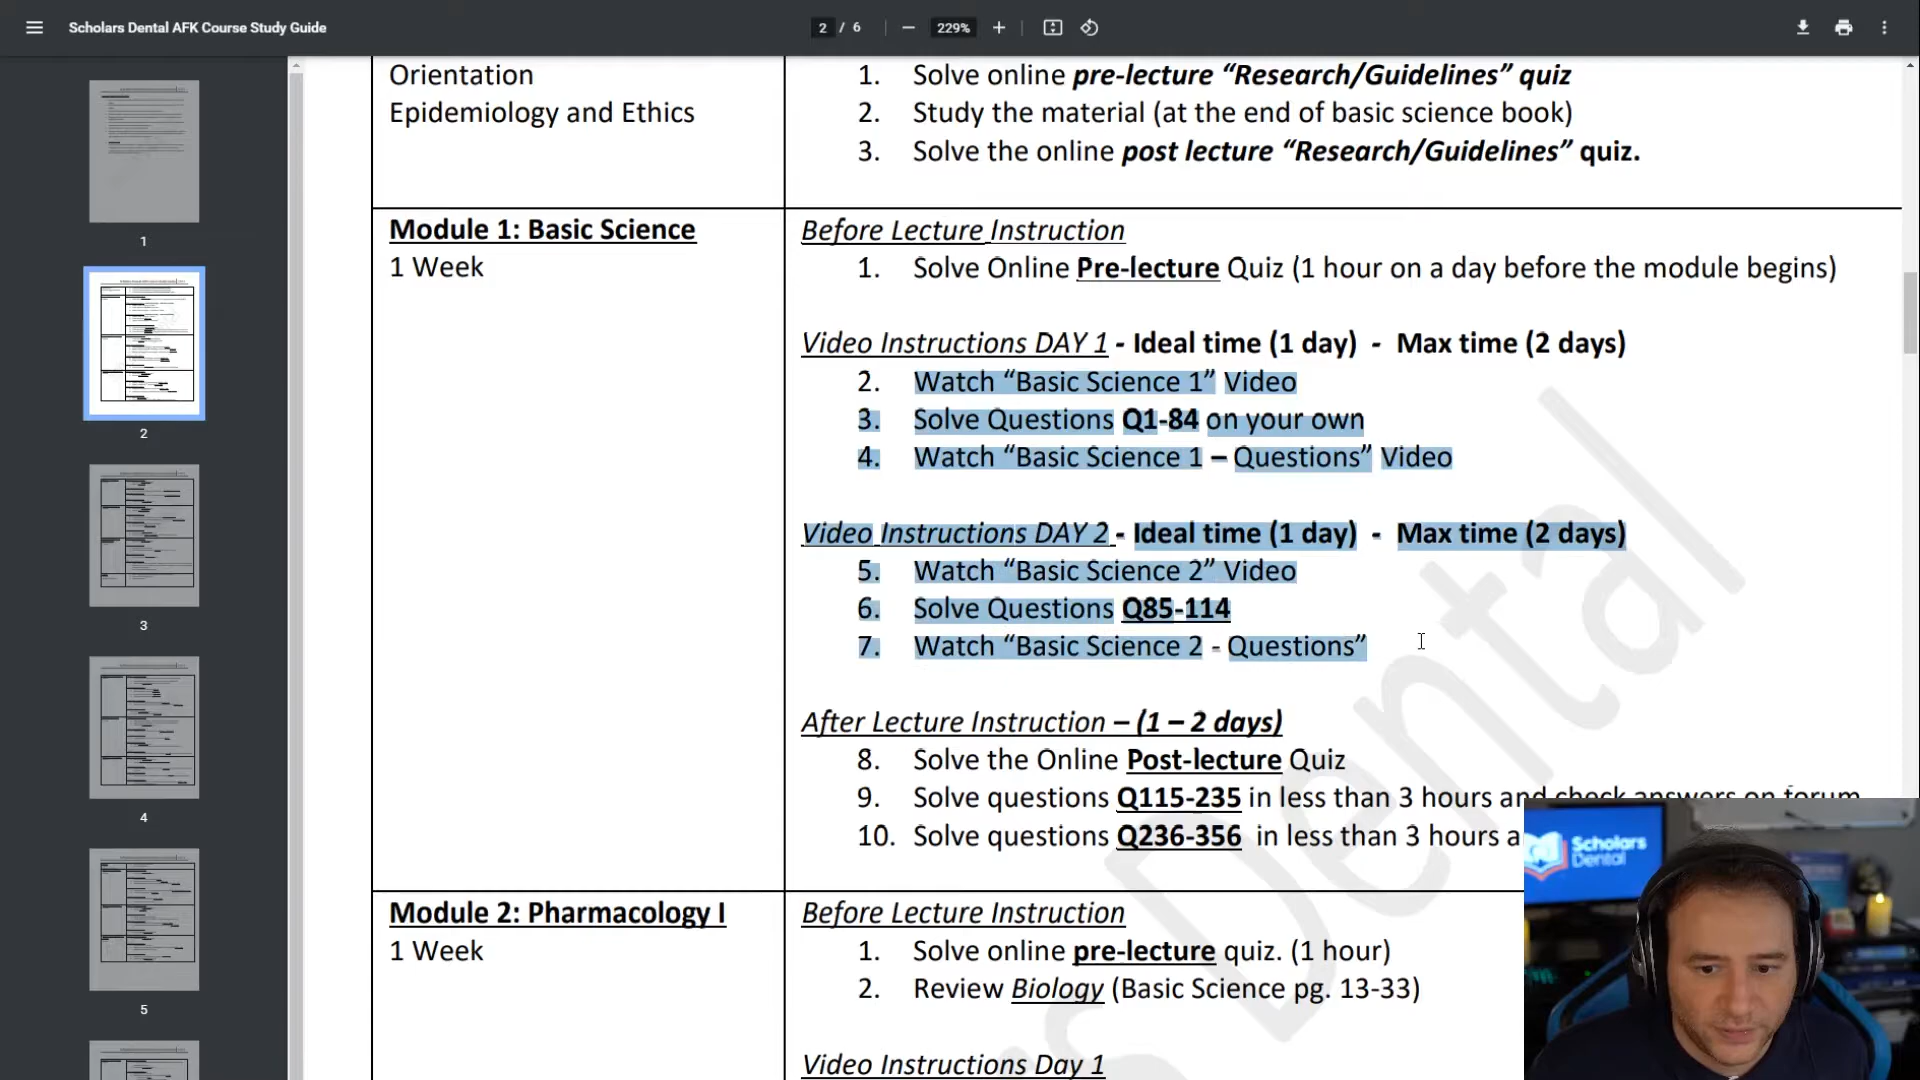 Scholars Dental AFK Course Study Guide
2 / 6
229%
Orientation
Epidemiology and Ethics
1. Solve online pre-lecture “Research/Guidelines” quiz
2. Study the material (at the end of basic science book)
3. Solve the online post lecture “Research/Guidelines” quiz.
Module 1: Basic Science
1 Week
Before Lecture Instruction
1. Solve Online Pre-lecture Quiz (1 hour on a day before the module begins)
Video Instructions DAY 1 - Ideal time (1 day) - Max time (2 days)
2. Watch “Basic Science 1” Video
3. Solve Questions Q1-84 on your own
4. Watch “Basic Science 1 – Questions” Video
Video Instructions DAY 2 - Ideal time (1 day) - Max time (2 days)
5. Watch “Basic Science 2” Video
6. Solve Questions Q85-114
7. Watch “Basic Science 2 - Questions”
After Lecture Instruction – (1 – 2 days)
8. Solve the Online Post-lecture Quiz
9. Solve questions Q115-235 in less than 3 hours and check answers on forum
10. Solve questions Q236-356 in less than 3 hours a
Module 2: Pharmacology I
1 Week
Before Lecture Instruction
1. Solve online pre-lecture quiz. (1 hour)
2. Review Biology (Basic Science pg. 13-33)
Video Instructions Day 1
1
2
3
4
5
s Dental
Scholars
Dental